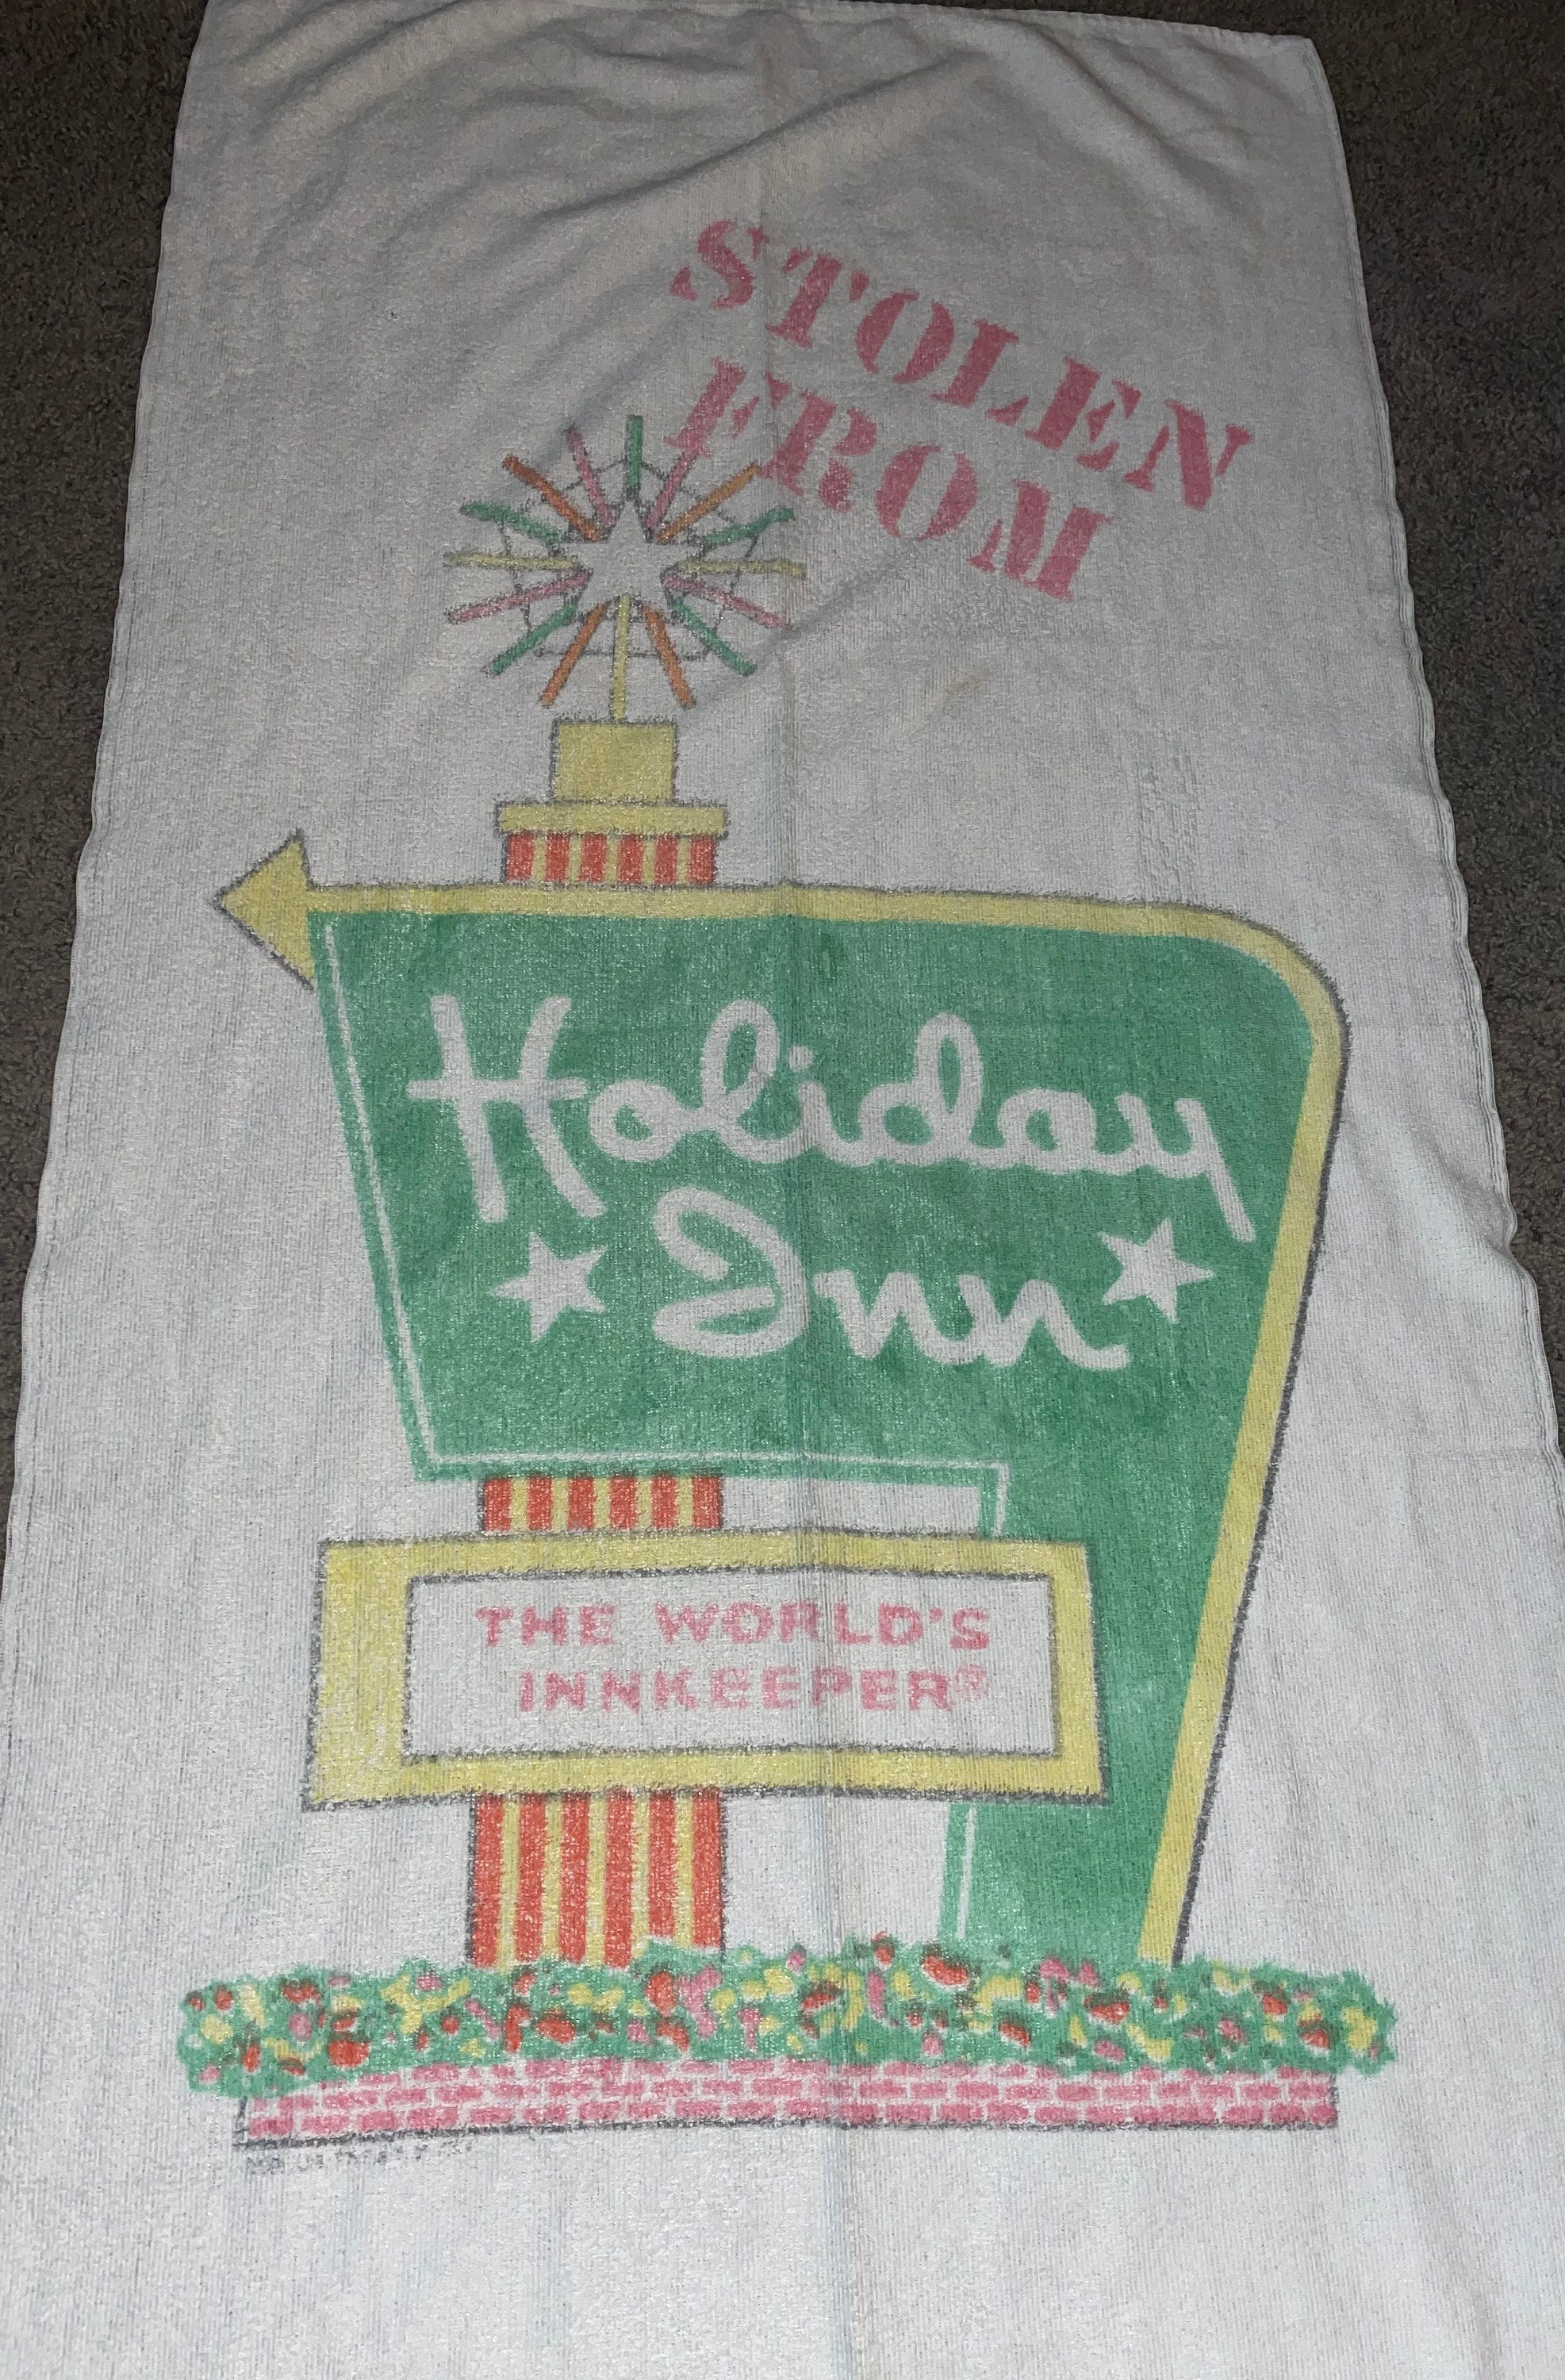 STOLEN
FROM
Holiday
Inn
THE WORLD'S
INNKEEPER®